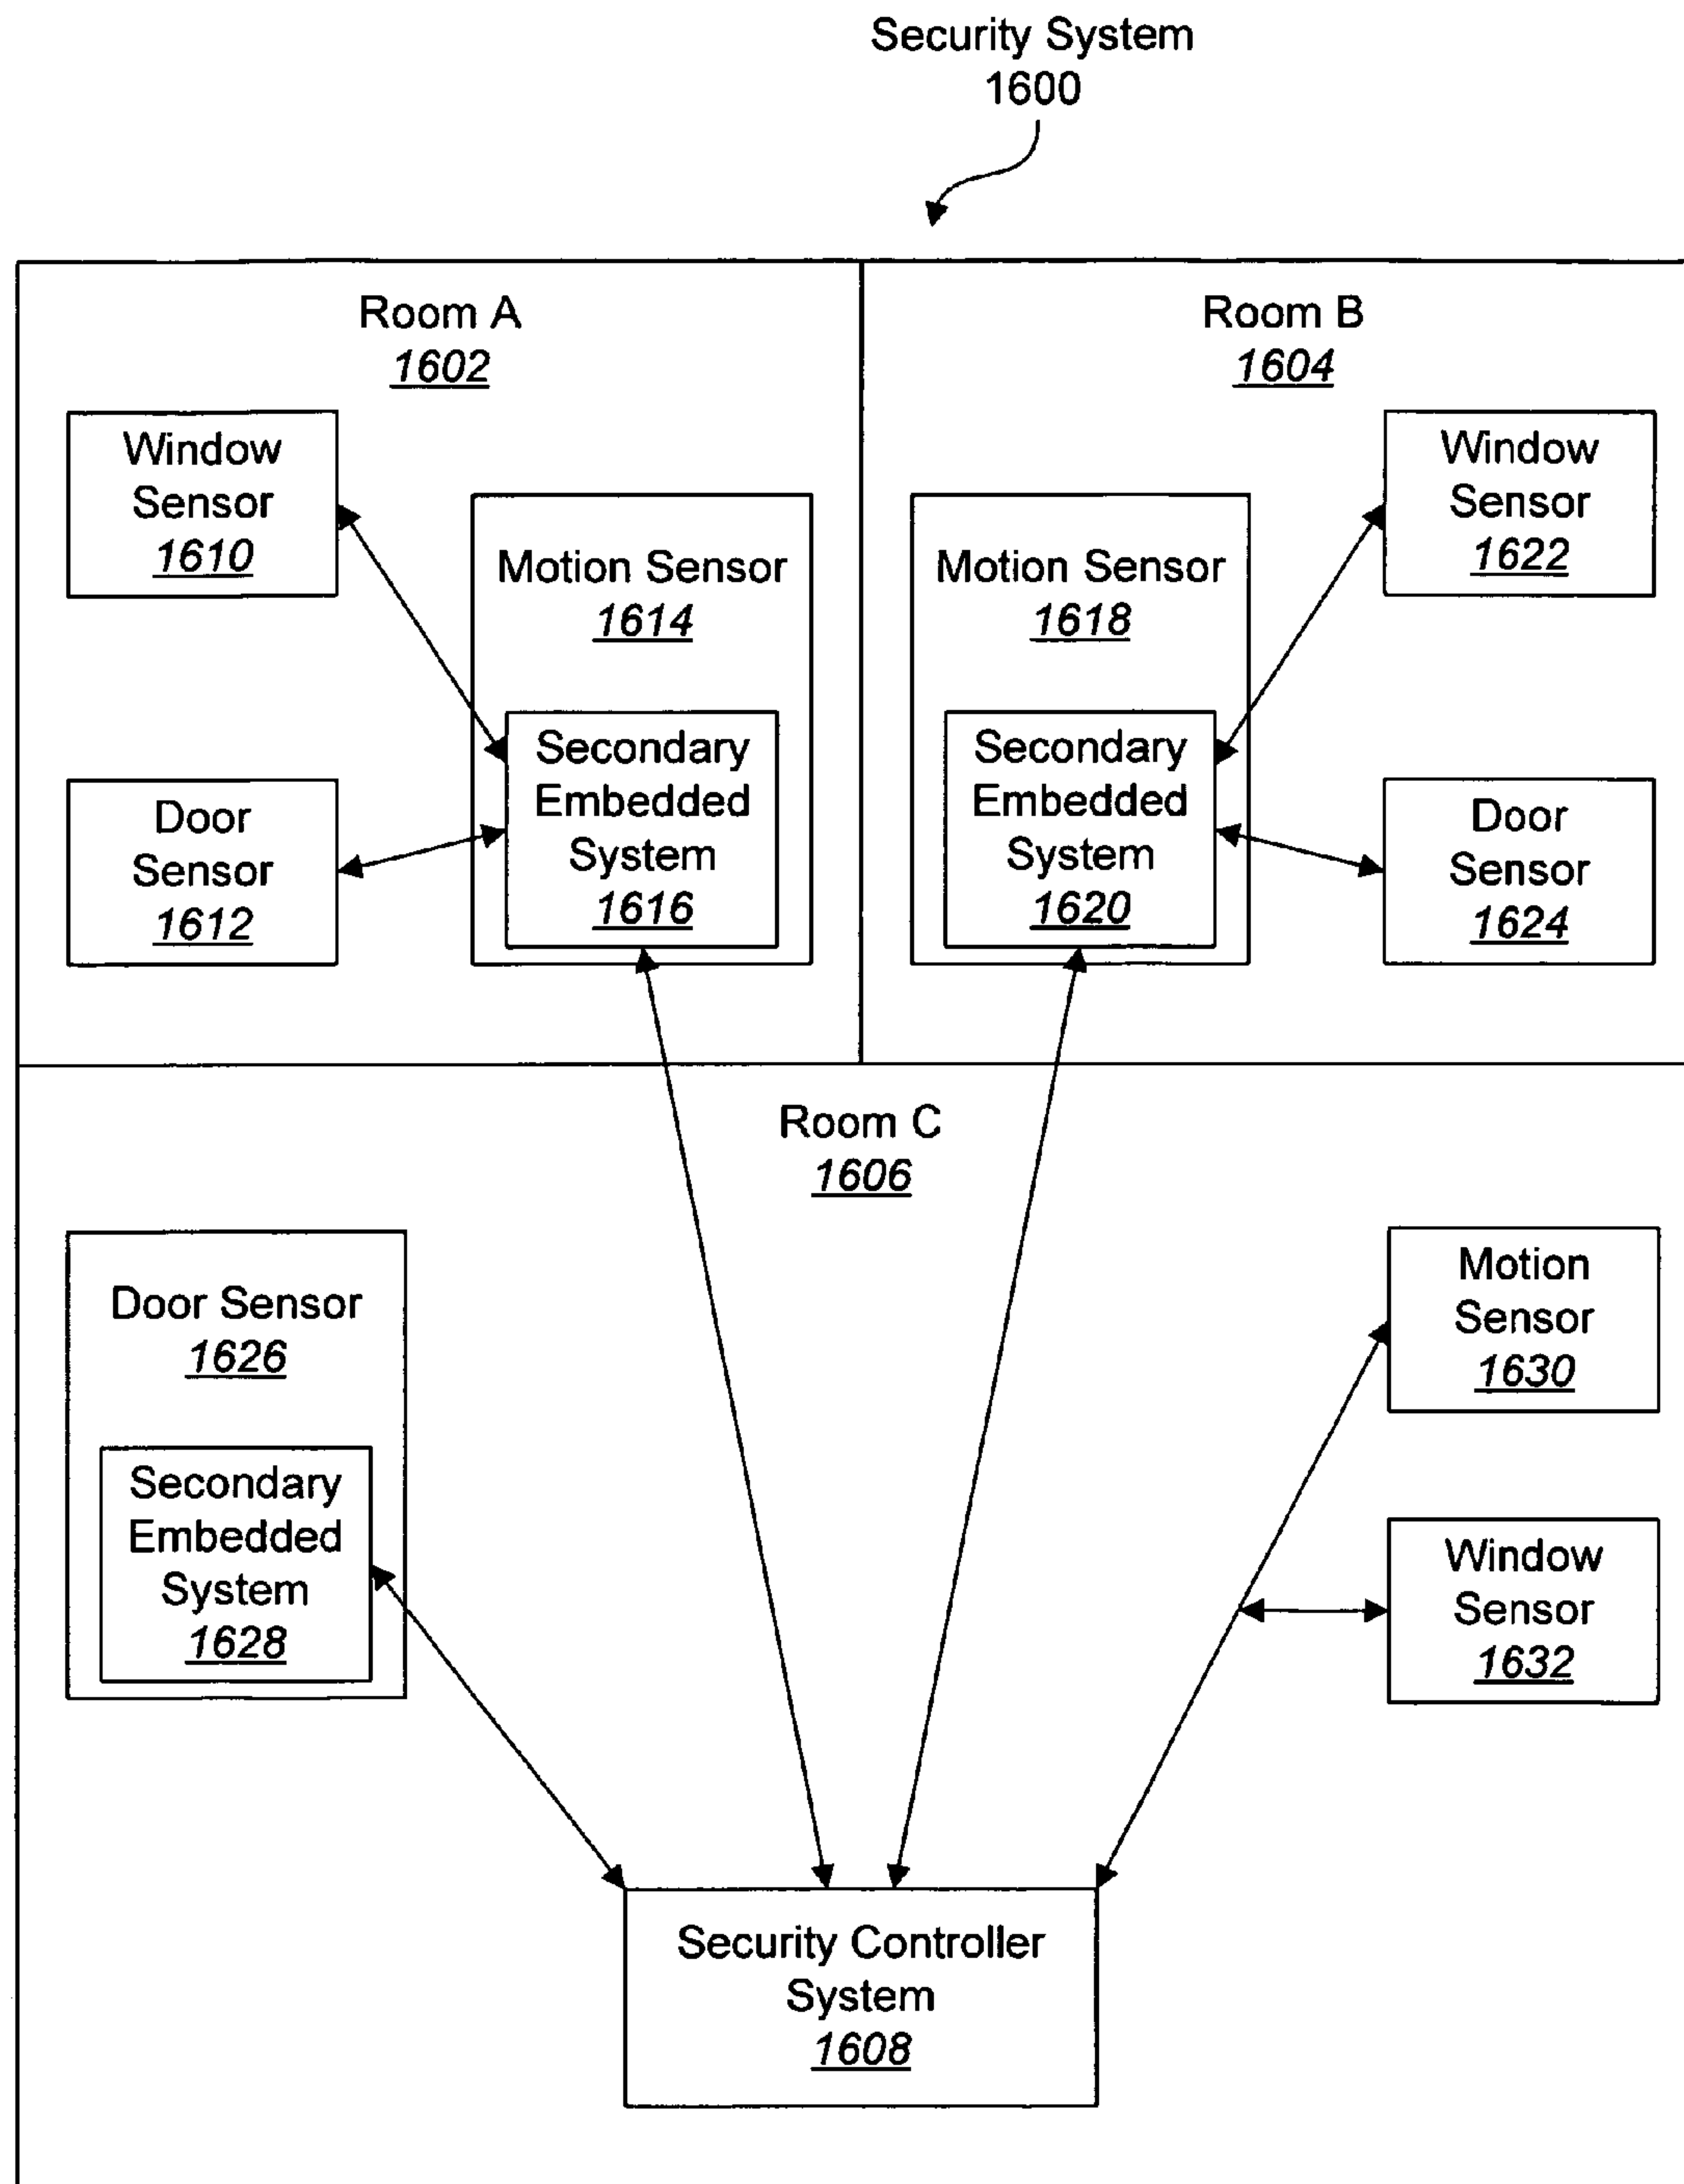 Security System
1600
Room A
1602
Room B
1604
Window
Sensor
1610
Motion Sensor
1614
Secondary
Embedded
System
1616
Door
Sensor
1612
Motion Sensor
1618
Secondary
Embedded
System
1620
Window
Sensor
1622
Door
Sensor
1624
Room C
1606
Door Sensor
1626
Secondary
Embedded
System
1628
Motion
Sensor
1630
Window
Sensor
1632
Security Controller
System
1608